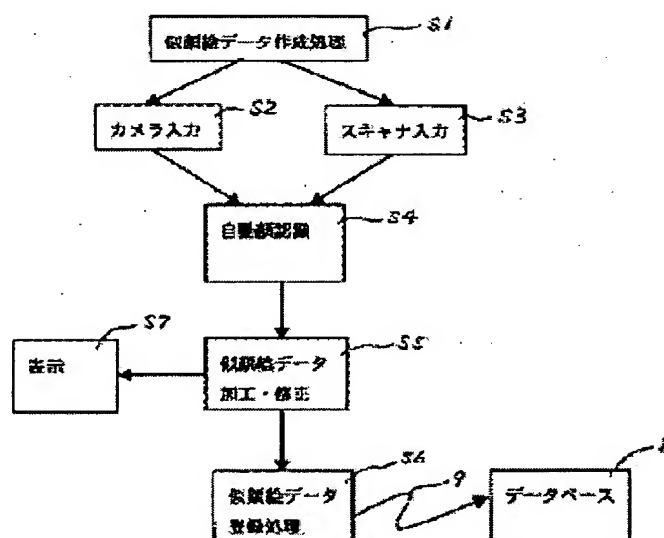 似顔絵データ作成処理
S1
カメラ入力
S2
スキャナ入力
S3
自動顔認識
S4
似顔絵データ
加工・修正
S5
表示
S7
似顔絵データ
登録処理
S6
9
データベース